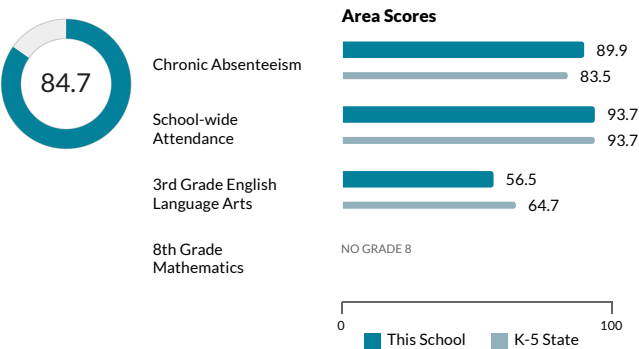 84.7
Area Scores
Chronic Absenteeism
89.9
83.5
School-wide
Attendance
93.7
93.7
3rd Grade English
Language Arts
56.5
64.7
8th Grade
Mathematics
NO GRADE 8
0
100
This School
K-5 State